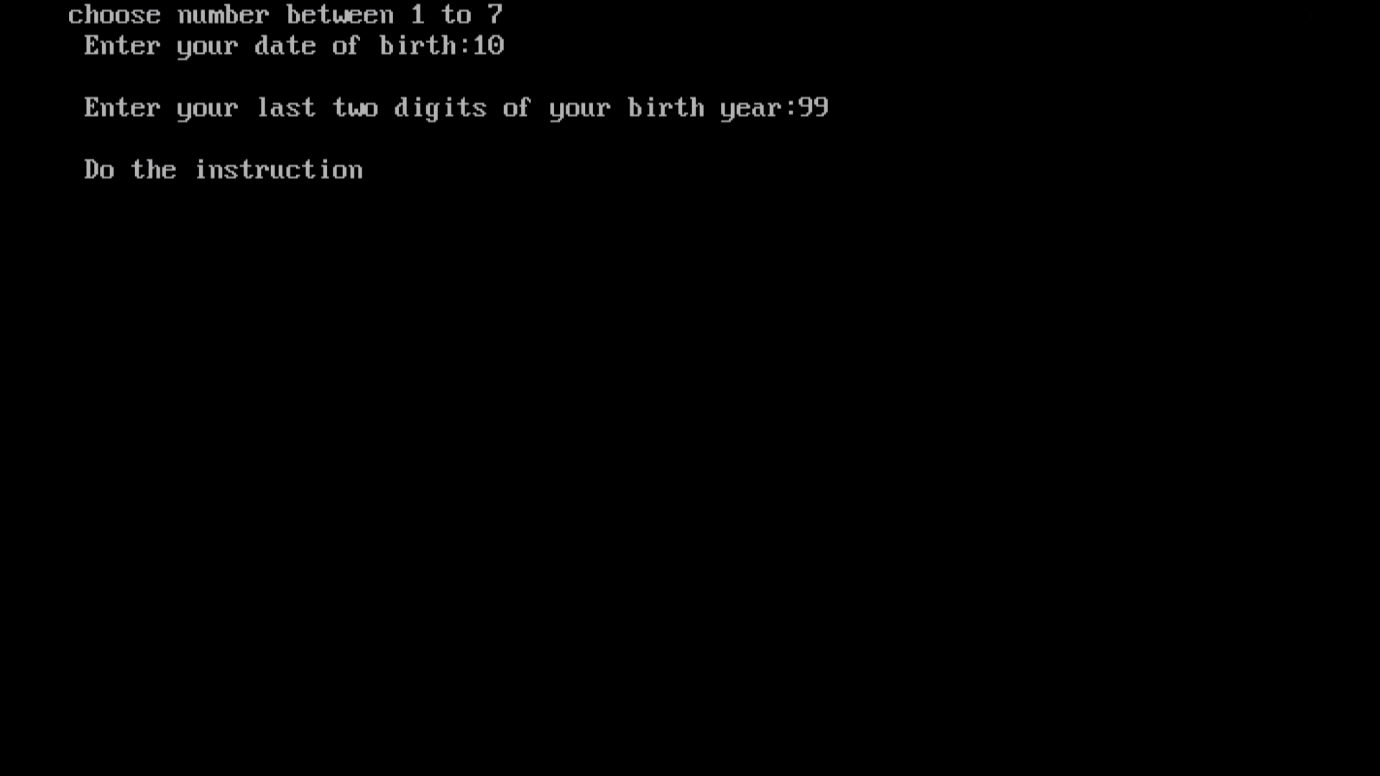 choose number between 1 to 7
Enter your date of birth:10
Enter your last two digits of your birth year:99
Do the instruction